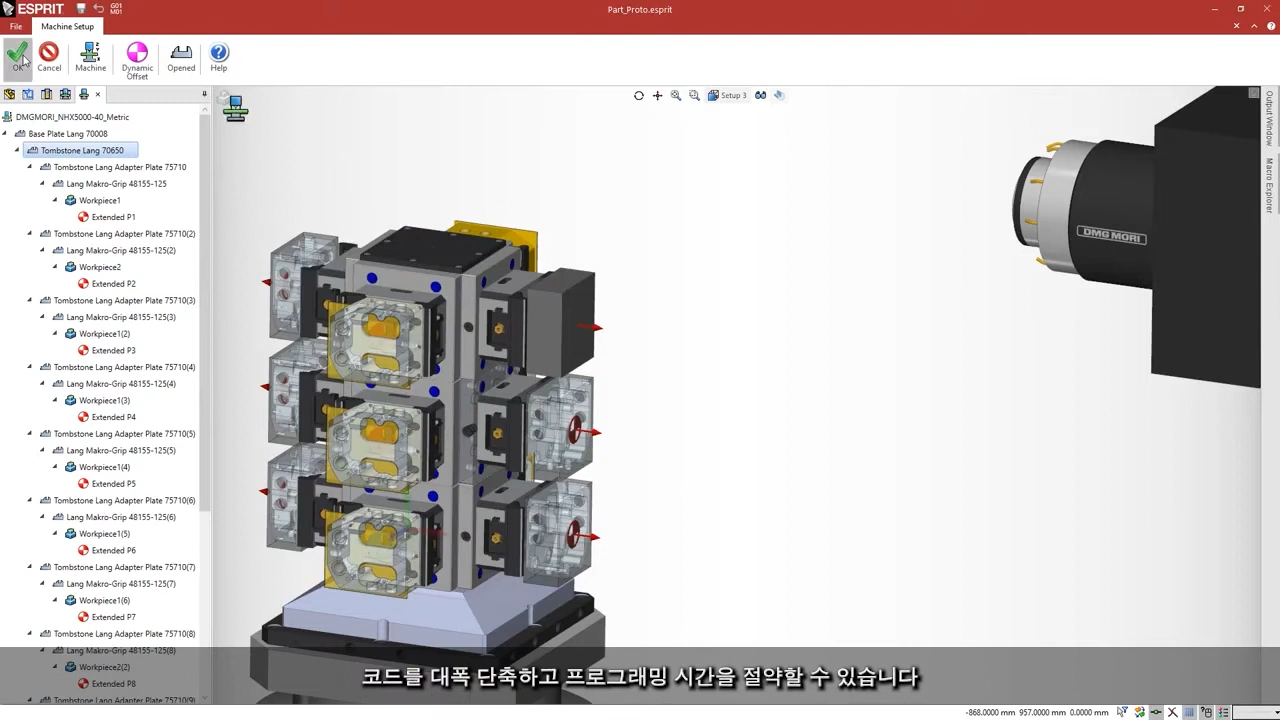 ESPRIT
G01
M01
Part_Proto.esprit
File
Machine Setup
OK
Cancel
Machine
Dynamic
Offset
Opened
Help
Setup 3
DMGMORI_NHX5000-40_Metric
Base Plate Lang 70008
Tombstone Lang 70650
Tombstone Lang Adapter Plate 75710
Lang Makro-Grip 48155-125
Workpiece1
Extended P1
Tombstone Lang Adapter Plate 75710(2)
Lang Makro-Grip 48155-125(2)
Workpiece2
Extended P2
Tombstone Lang Adapter Plate 75710(3)
Lang Makro-Grip 48155-125(3)
Workpiece1(2)
Extended P3
Tombstone Lang Adapter Plate 75710(4)
Lang Makro-Grip 48155-125(4)
Workpiece1(3)
Extended P4
Tombstone Lang Adapter Plate 75710(5)
Lang Makro-Grip 48155-125(5)
Workpiece1(4)
Extended P5
Tombstone Lang Adapter Plate 75710(6)
Lang Makro-Grip 48155-125(6)
Workpiece1(5)
Extended P6
Tombstone Lang Adapter Plate 75710(7)
Lang Makro-Grip 48155-125(7)
Workpiece1(6)
Extended P7
Tombstone Lang Adapter Plate 75710(8)
Lang Makro-Grip 48155-125(8)
Workpiece2(2)
Extended P8
Tombstone Lang Adapter Plate 75710(9)
DMG MORI
Output Window
Macro Explorer
코드를 대폭 단축하고 프로그래밍 시간을 절약할 수 있습니다
-868.0000 mm 957.0000 mm 0.0000 mm